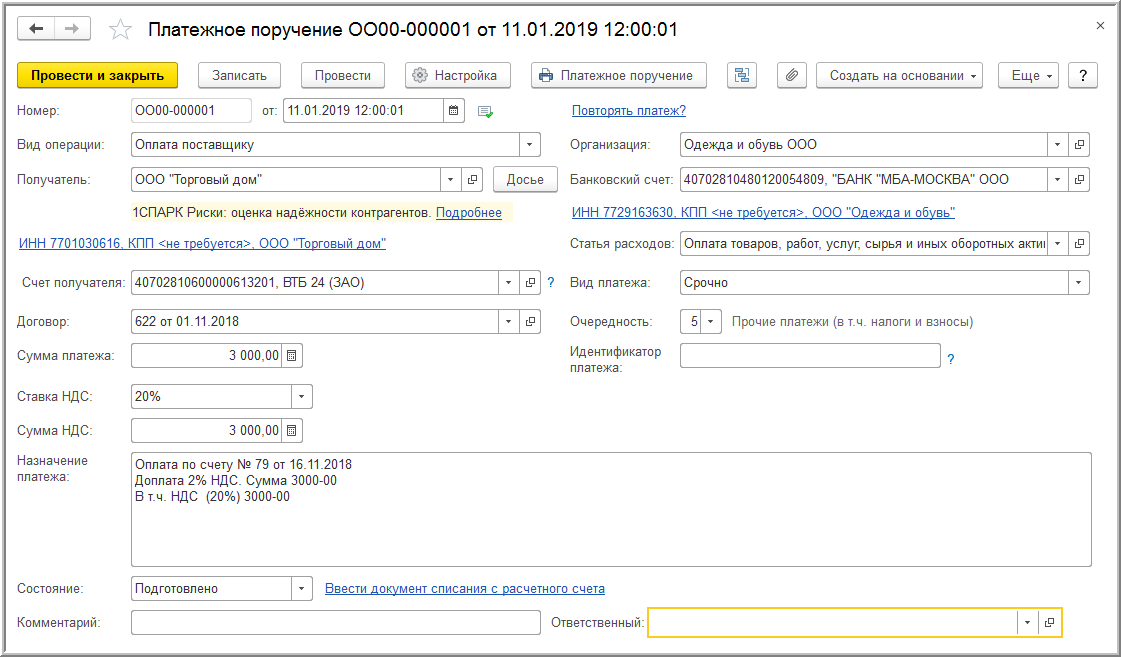 Платежное поручение ОО00-000001 от 11.01.2019 12:00:01
Провести и закрыть Записать Провести Настройка Платежное поручение Создать на основании Еще ?
Номер: ОО00-000001 от: 11.01.2019 12:00:01 Повторять платеж?
Вид операции: Оплата поставщику Организация: Одежда и обувь ООО
Получатель: ООО "Торговый дом" Досье Банковский счет: 40702810480120054809, "БАНК "МБА-МОСКВА" ООО
1СПАРК Риски: оценка надёжности контрагентов. Подробнее ИНН 7729163630, КПП <не требуется>, ООО "Одежда и обувь"
ИНН 7701030616, КПП <не требуется>, ООО "Торговый дом" Статья расходов: Оплата товаров, работ, услуг, сырья и иных оборотных акти
Счет получателя: 40702810600000613201, ВТБ 24 (ЗАО) ? Вид платежа: Срочно
Договор: 622 от 01.11.2018 Очередность: 5 Прочие платежи (в т.ч. налоги и взносы)
Сумма платежа: 3 000,00 Идентификатор
платежа: ?
Ставка НДС: 20%
Сумма НДС: 3 000,00
Назначение
платежа:
Оплата по счету № 79 от 16.11.2018
Доплата 2% НДС. Сумма 3000-00
В т.ч. НДС (20%) 3000-00
Состояние: Подготовлено Ввести документ списания с расчетного счета
Комментарий: Ответственный: